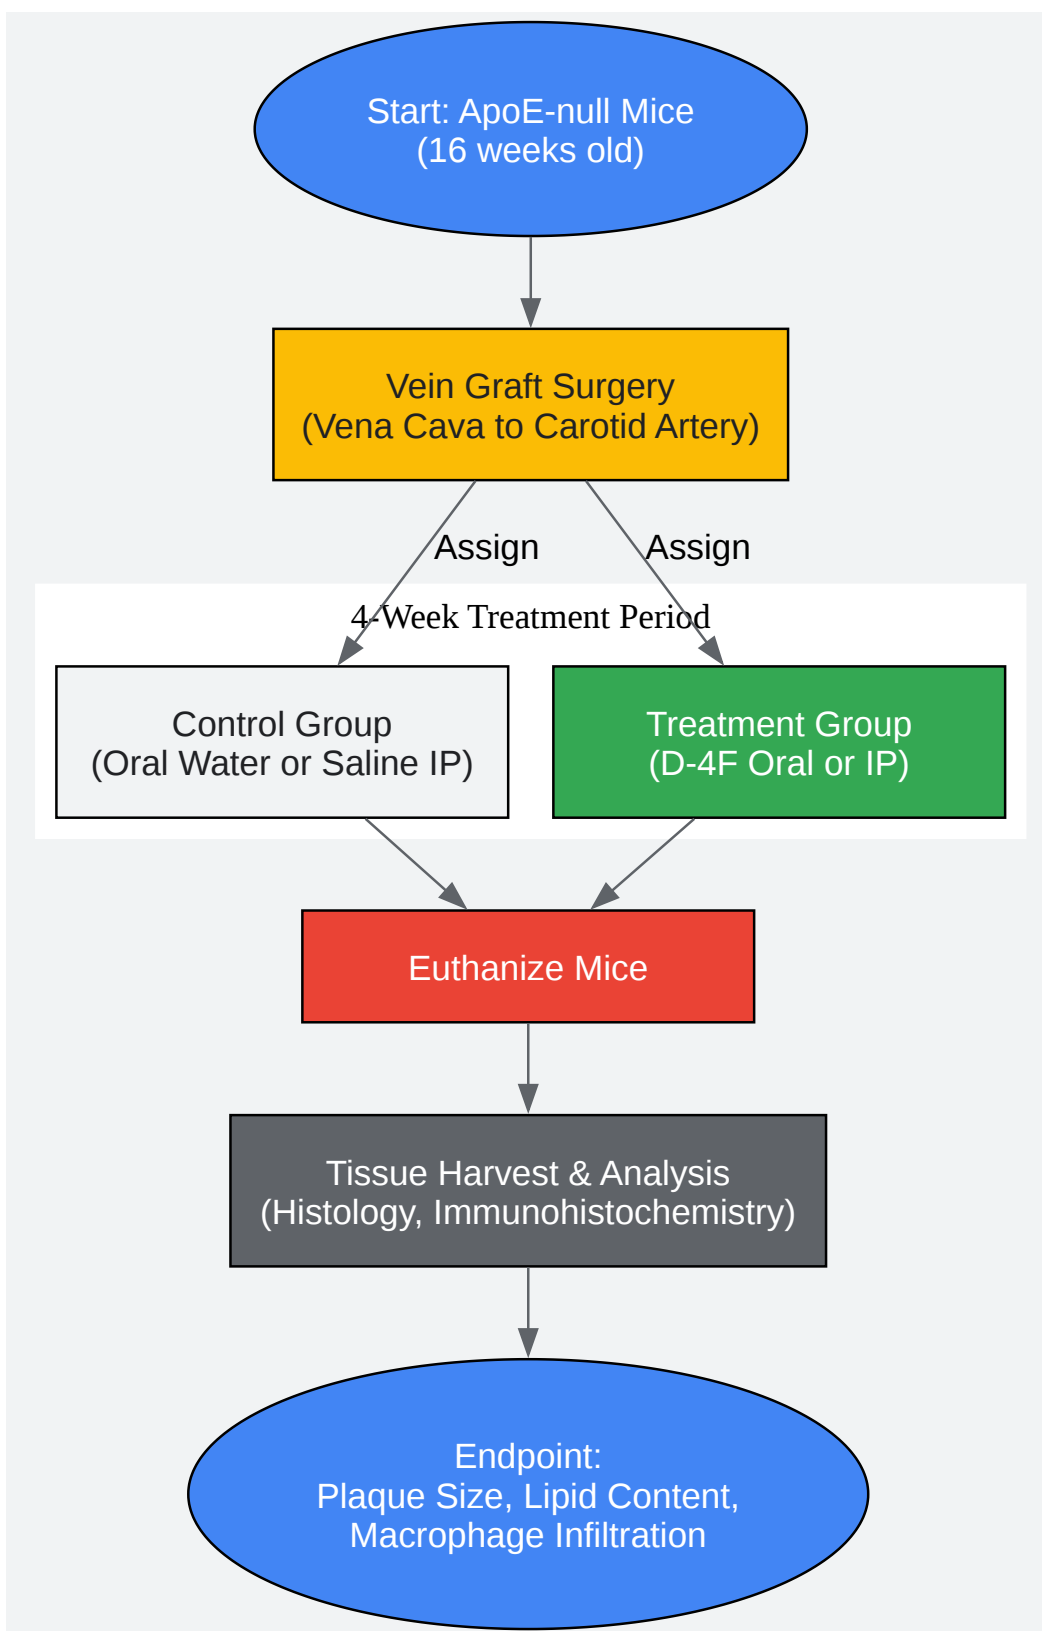 Start: ApoE-null Mice
(16 weeks old)
Vein Graft Surgery
(Vena Cava to Carotid Artery)
Assign
Assign
4-Week Treatment Period
Control Group
(Oral Water or Saline IP)
Treatment Group
(D-4F Oral or IP)
Euthanize Mice
Tissue Harvest & Analysis
(Histology, Immunohistochemistry)
Endpoint:
Plaque Size, Lipid Content,
Macrophage Infiltration